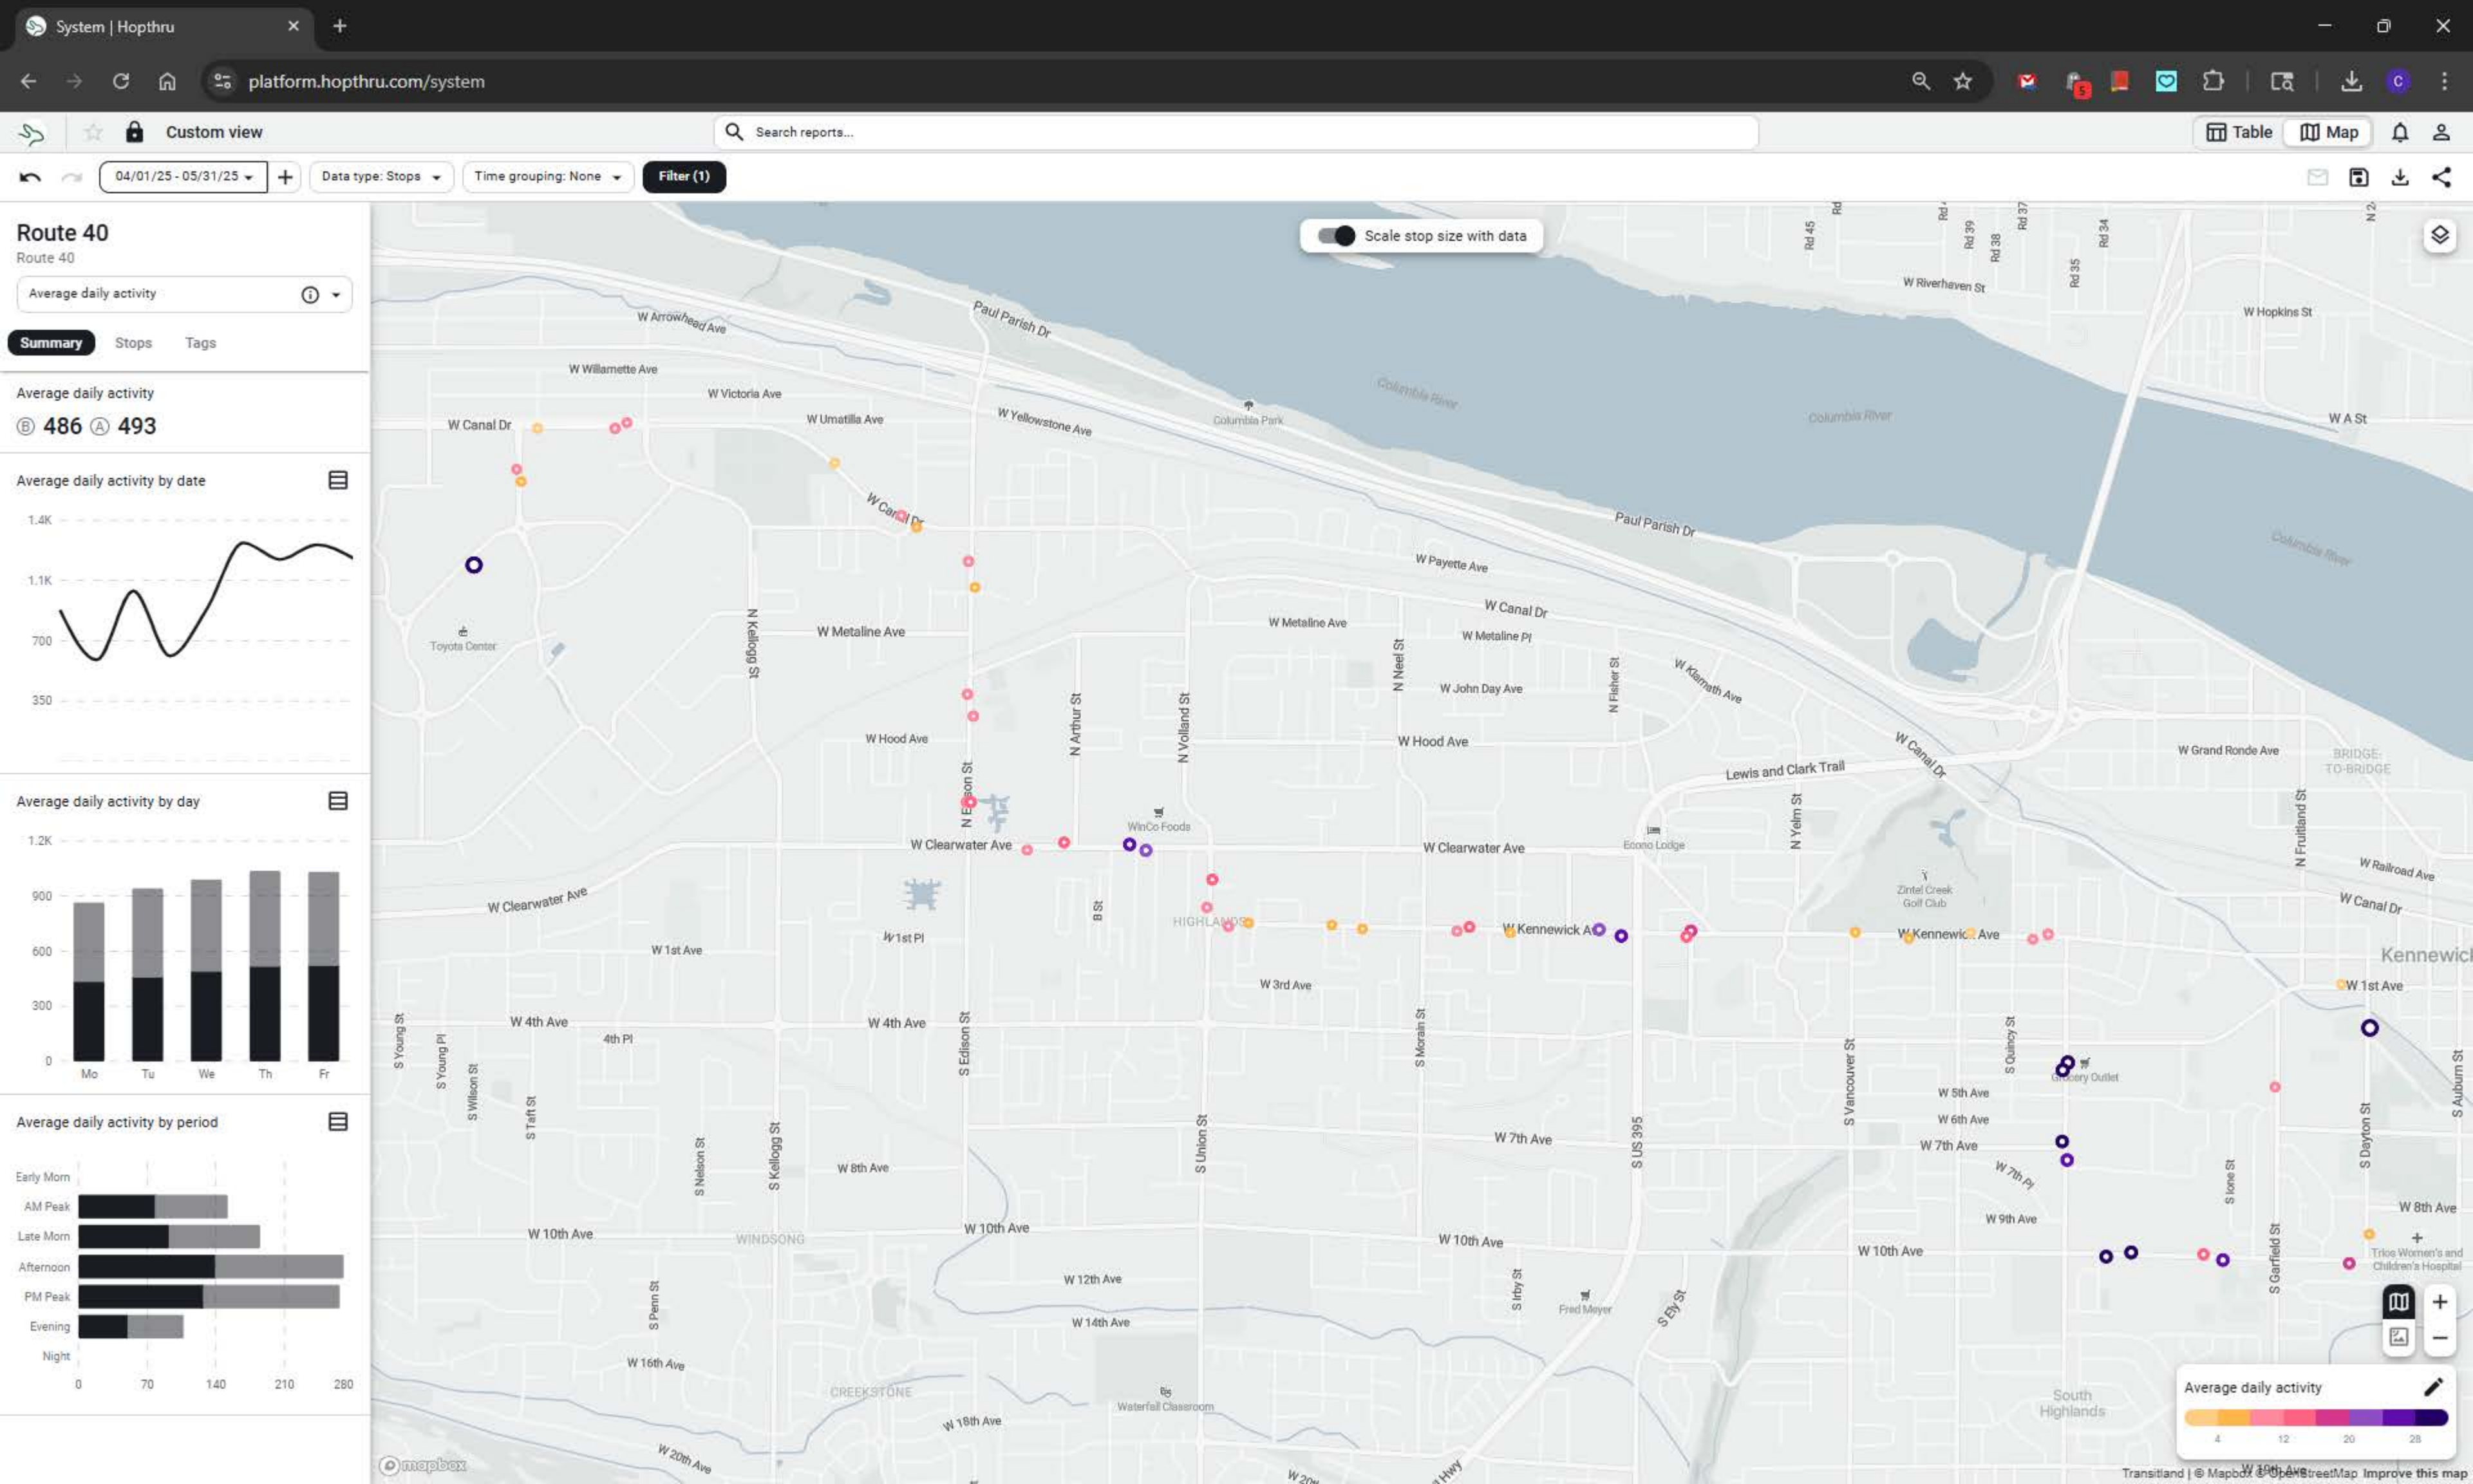 System | Hopthru
platform.hopthru.com/system
5
C
Custom view
Search reports...
Table
Map
04/01/25 - 05/31/25
Data type: Stops
Time grouping: None
Filter (1)
Route 40
Route 40
Average daily activity
Summary
Stops
Tags
Average daily activity
B 486 A 493
Average daily activity by date
1.4K
1.1K
700
350
Average daily activity by day
1.2K
900
600
300
0
Mo Tu We Th Fr
Average daily activity by period
Early Morn
AM Peak
Late Morn
Afternoon
PM Peak
Evening
Night
0 70 140 210 280
Scale stop size with data
Rd 45
Rd
Rd 39
Rd 38
Rd 37
Rd 35
Rd 34
W Riverhaven St
W Hopkins St
W A St
Paul Parish Dr
W Arrowhead Ave
W Willamette Ave
W Victoria Ave
W Umatilla Ave
W Yellowstone Ave
W Canal Dr
Columbia Park
Columbia River
Columbia River
Columbia River
W Canal Dr
Paul Parish Dr
W Payette Ave
W Canal Dr
Toyota Center
N Kellogg St
W Metaline Ave
W Metaline Ave
W Metaline Pl
N Neel St
N Fisher St
W Klamath Ave
W John Day Ave
N Arthur St
N Volland St
W Hood Ave
W Hood Ave
W Canal Dr
Lewis and Clark Trail
W Grand Ronde Ave
BRIDGE-
TO-BRIDGE
N Edison St
WinCo Foods
N Yelm St
N Fruitland St
W Clearwater Ave
W Clearwater Ave
Econo Lodge
W Railroad Ave
Zintel Creek
Golf Club
W Clearwater Ave
B St
W Canal Dr
HIGHLANDS
W Kennewick A
W Kennewick Ave
W 1st Ave
W 1st Pl
Kennewick
W 3rd Ave
W 1st Ave
W 4th Ave
4th Pl
W 4th Ave
S Young St
S Young Pl
S Wilson St
S Taft St
S Nelson St
S Kellogg St
S Edison St
S Union St
S Morain St
S US 395
S Vancouver St
S Quincy St
Grocery Outlet
W 5th Ave
W 6th Ave
W 7th Ave
W 7th Ave
W 7th Pl
S Ione St
S Dayton St
S Auburn St
W 8th Ave
W 8th Ave
W 9th Ave
W 10th Ave
WINDSONG
W 10th Ave
W 10th Ave
W 10th Ave
S Garfield St
Trios Women's and
Children's Hospital
W 12th Ave
S Penn St
S Irby St
Fred Meyer
S Ely St
W 14th Ave
W 16th Ave
CREEKSTONE
Waterfall Classroom
W 18th Ave
W 20th Ave
Hwy
South
Highlands
Average daily activity
4 12 20 28
mapbox
W 19th Ave
Transitland | © Mapbox © OpenStreetMap Improve this map